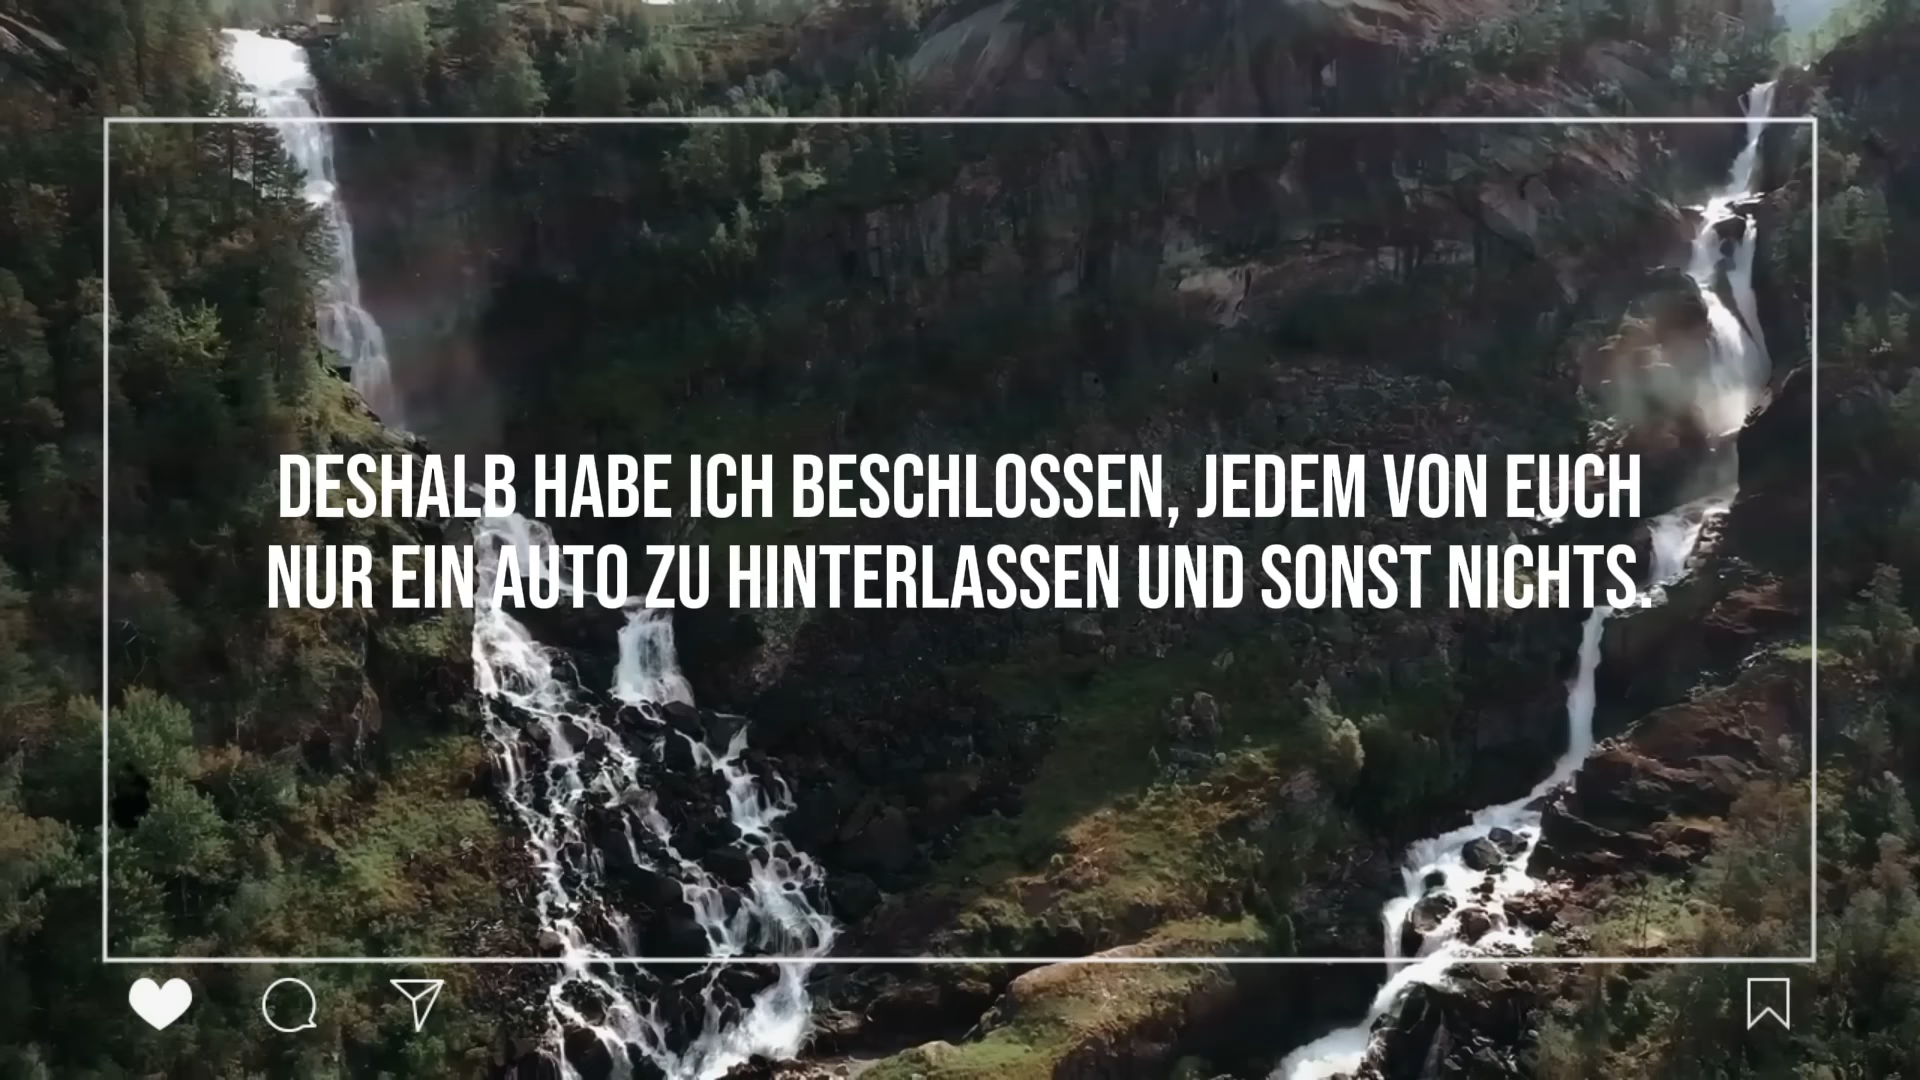 DESHALB HABE ICH BESCHLOSSEN, JEDEM VON EUCH
NUR EIN AUTO ZU HINTERLASSEN UND SONST NICHTS.